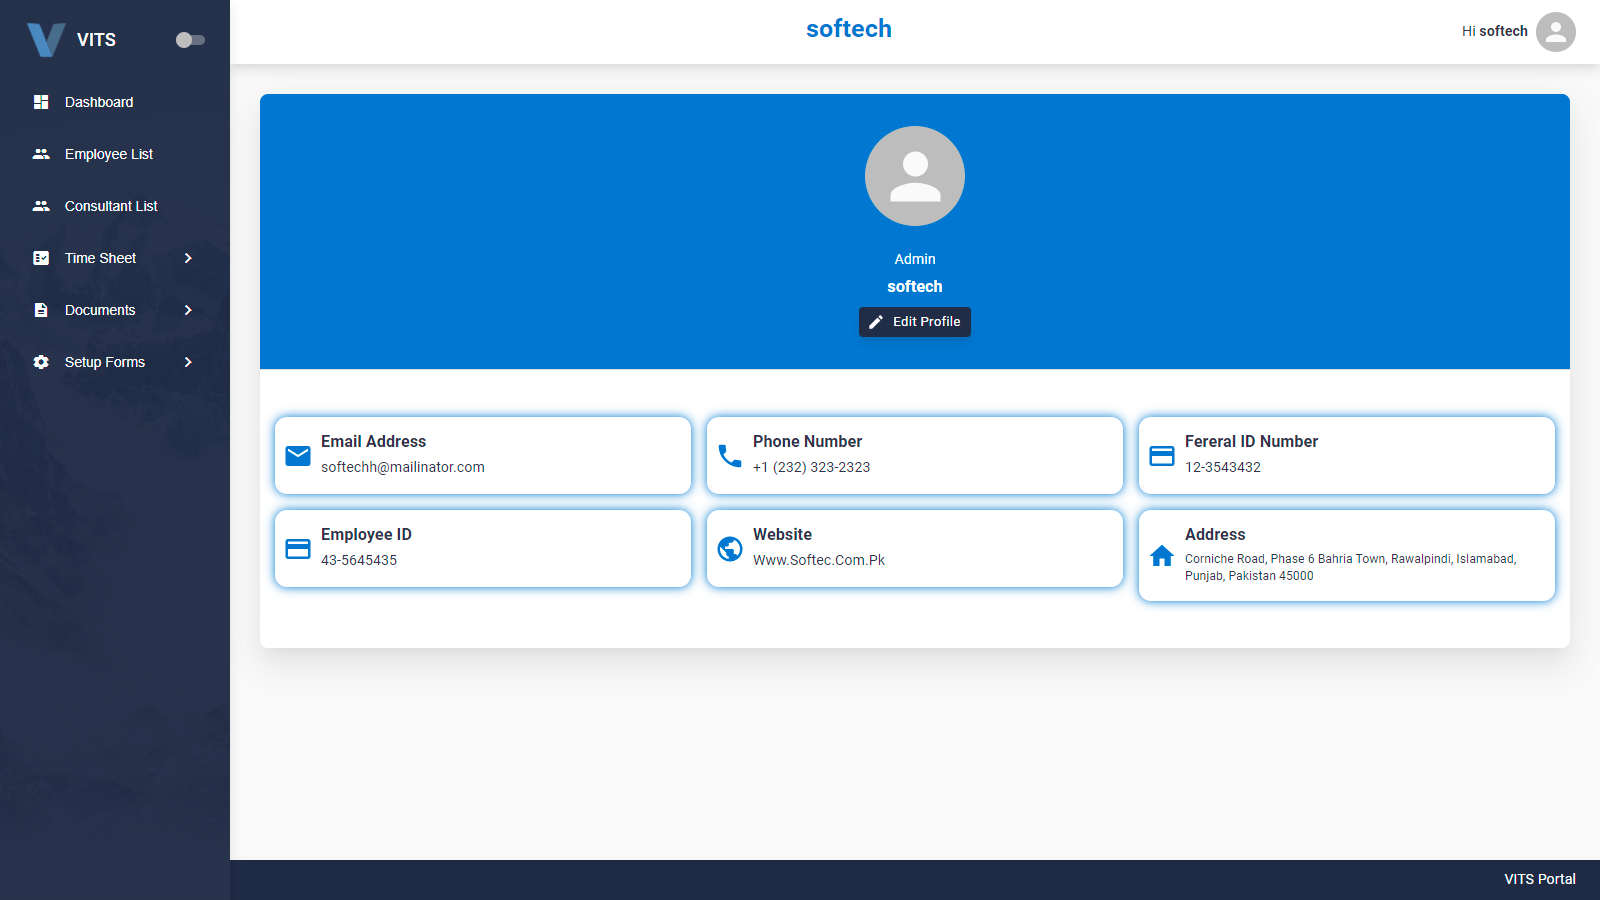 VITS
softech
Hi softech
Dashboard
Employee List
Consultant List
Time Sheet
Documents
Setup Forms
Admin
softech
Edit Profile
Email Address
softechh@mailinator.com
Phone Number
+1 (232) 323-2323
Fereral ID Number
12-3543432
Employee ID
43-5645435
Website
Www.Softec.Com.Pk
Address
Corniche Road, Phase 6 Bahria Town, Rawalpindi, Islamabad,
Punjab, Pakistan 45000
VITS Portal